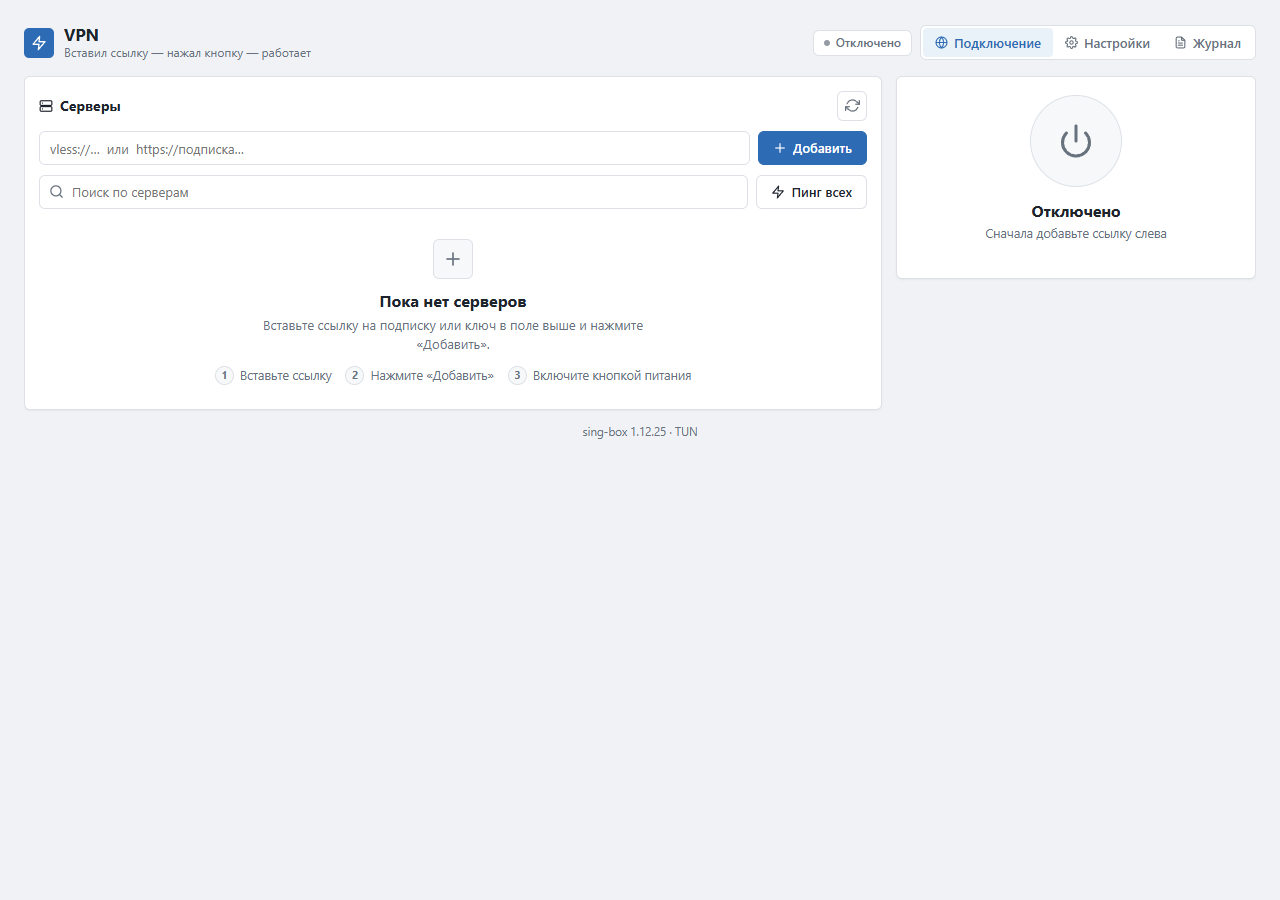 VPN
Вставил ссылку — нажал кнопку — работает
Отключено
Подключение
Настройки
Журнал
Серверы
vless://... или https://подписка...
Добавить
Поиск по серверам
Пинг всех
Пока нет серверов
Вставьте ссылку на подписку или ключ в поле выше и нажмите
«Добавить».
1 Вставьте ссылку
2 Нажмите «Добавить»
3 Включите кнопкой питания
Отключено
Сначала добавьте ссылку слева
sing-box 1.12.25 · TUN